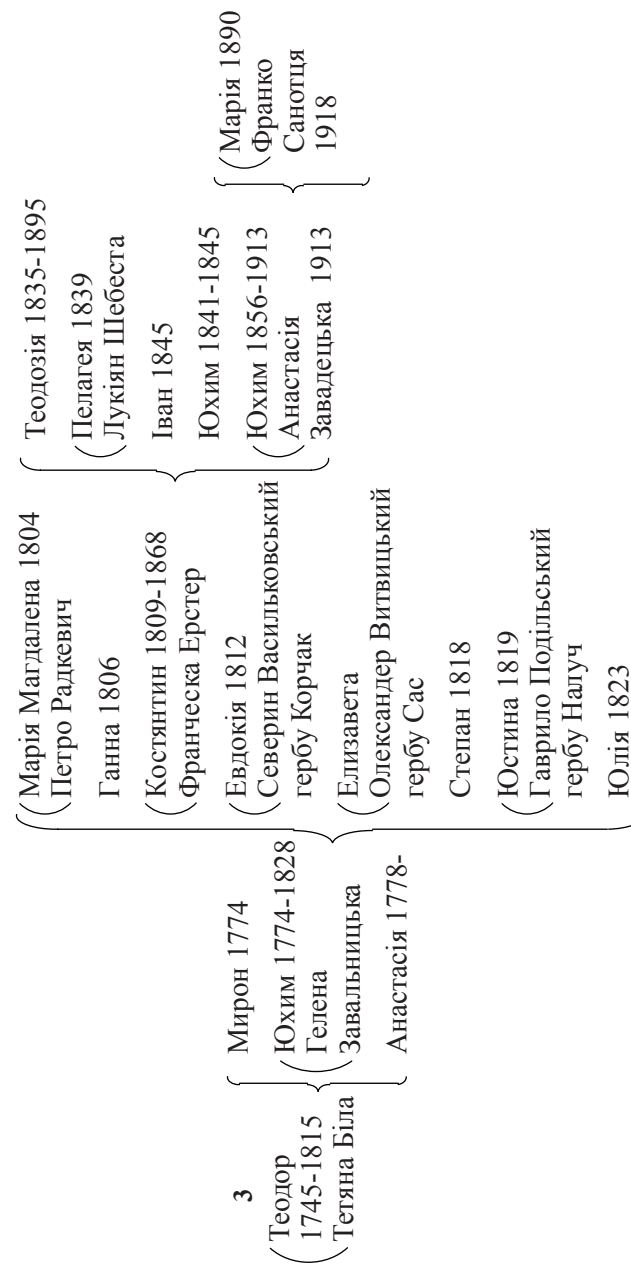 3
Теодор
1745-1815
Тетяна Біла
Мирон 1774
Юхим 1774-1828
Гелена
Завальницька
Анастасія 1778-
Марія Магдалена 1804
Петро Радкевич
Ганна 1806
Костянтин 1809-1868
Франческа Ерстер
Евдокія 1812
Северин Васильковський
гербу Корчак
Елизавета
Олександер Витвицький
гербу Сас
Степан 1818
Юстина 1819
Гаврило Подільський
гербу Налуч
Юлія 1823
Теодозія 1835-1895
Пелагея 1839
Лукіян Шебеста
Іван 1845
Юхим 1841-1845
Юхим 1856-1913
Анастасія
Завадецька 1913
Марія 1890
Франко
Санотця
1918